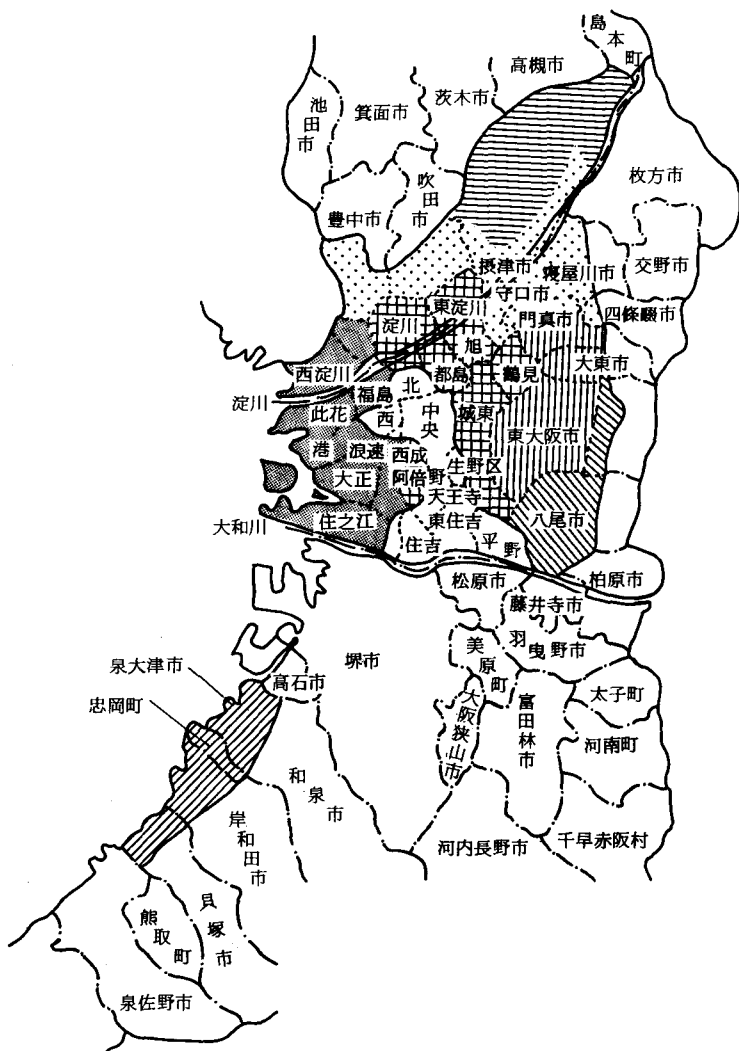 島本町
高槻市
茨木市
箕面市
池田市
吹田市
豊中市
枚方市
交野市
摂津市
寝屋川市
守口市
東淀川
淀川
門真市
四條畷市
旭
都島
鶴見
大東市
西淀川
淀川
福島
北
此花
西
中央
城東
東大阪市
港
浪速
西成
生野区
阿倍野
大正
天王寺
八尾市
大和川
住之江
東住吉
住吉
平野
松原市
柏原市
藤井寺市
羽曳野市
美原町
堺市
高石市
泉大津市
忠岡町
太子町
大阪狭山市
富田林市
河南町
和泉市
岸和田市
河内長野市
千早赤阪村
貝塚市
熊取町
泉佐野市